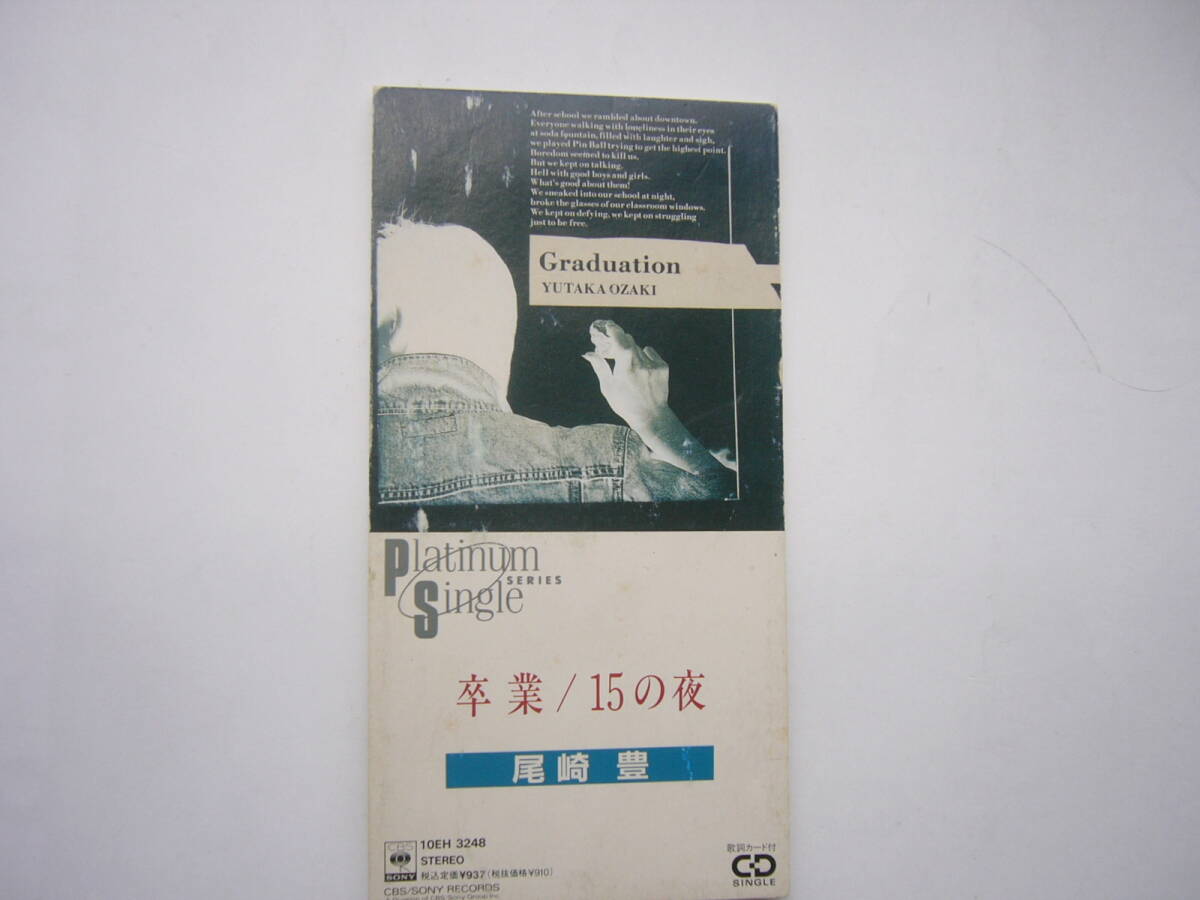 After school we rambled about downtown.
Everyone walking with loneliness in their eyes
at soda fountain, filled with laughter and sigh,
we played Pin Ball trying to get the highest point.
Boredom seemed to kill us.
But we kept on talking.
Hell with good boys and girls.
What's good about them!
We sneaked into our school at night,
broke the glasses of our classroom windows.
We kept on defying, we kept on struggling
just to be free.
Graduation
YUTAKA OZAKI
Platinum
SERIES
Single
卒業/15の夜
尾崎 豊
CBS
SONY
10EH 3248
STEREO
税込定価¥937(税抜価格¥910)
CBS/SONY RECORDS
A Division of CBS/Sony Group Inc.
歌詞カード付
CD
SINGLE